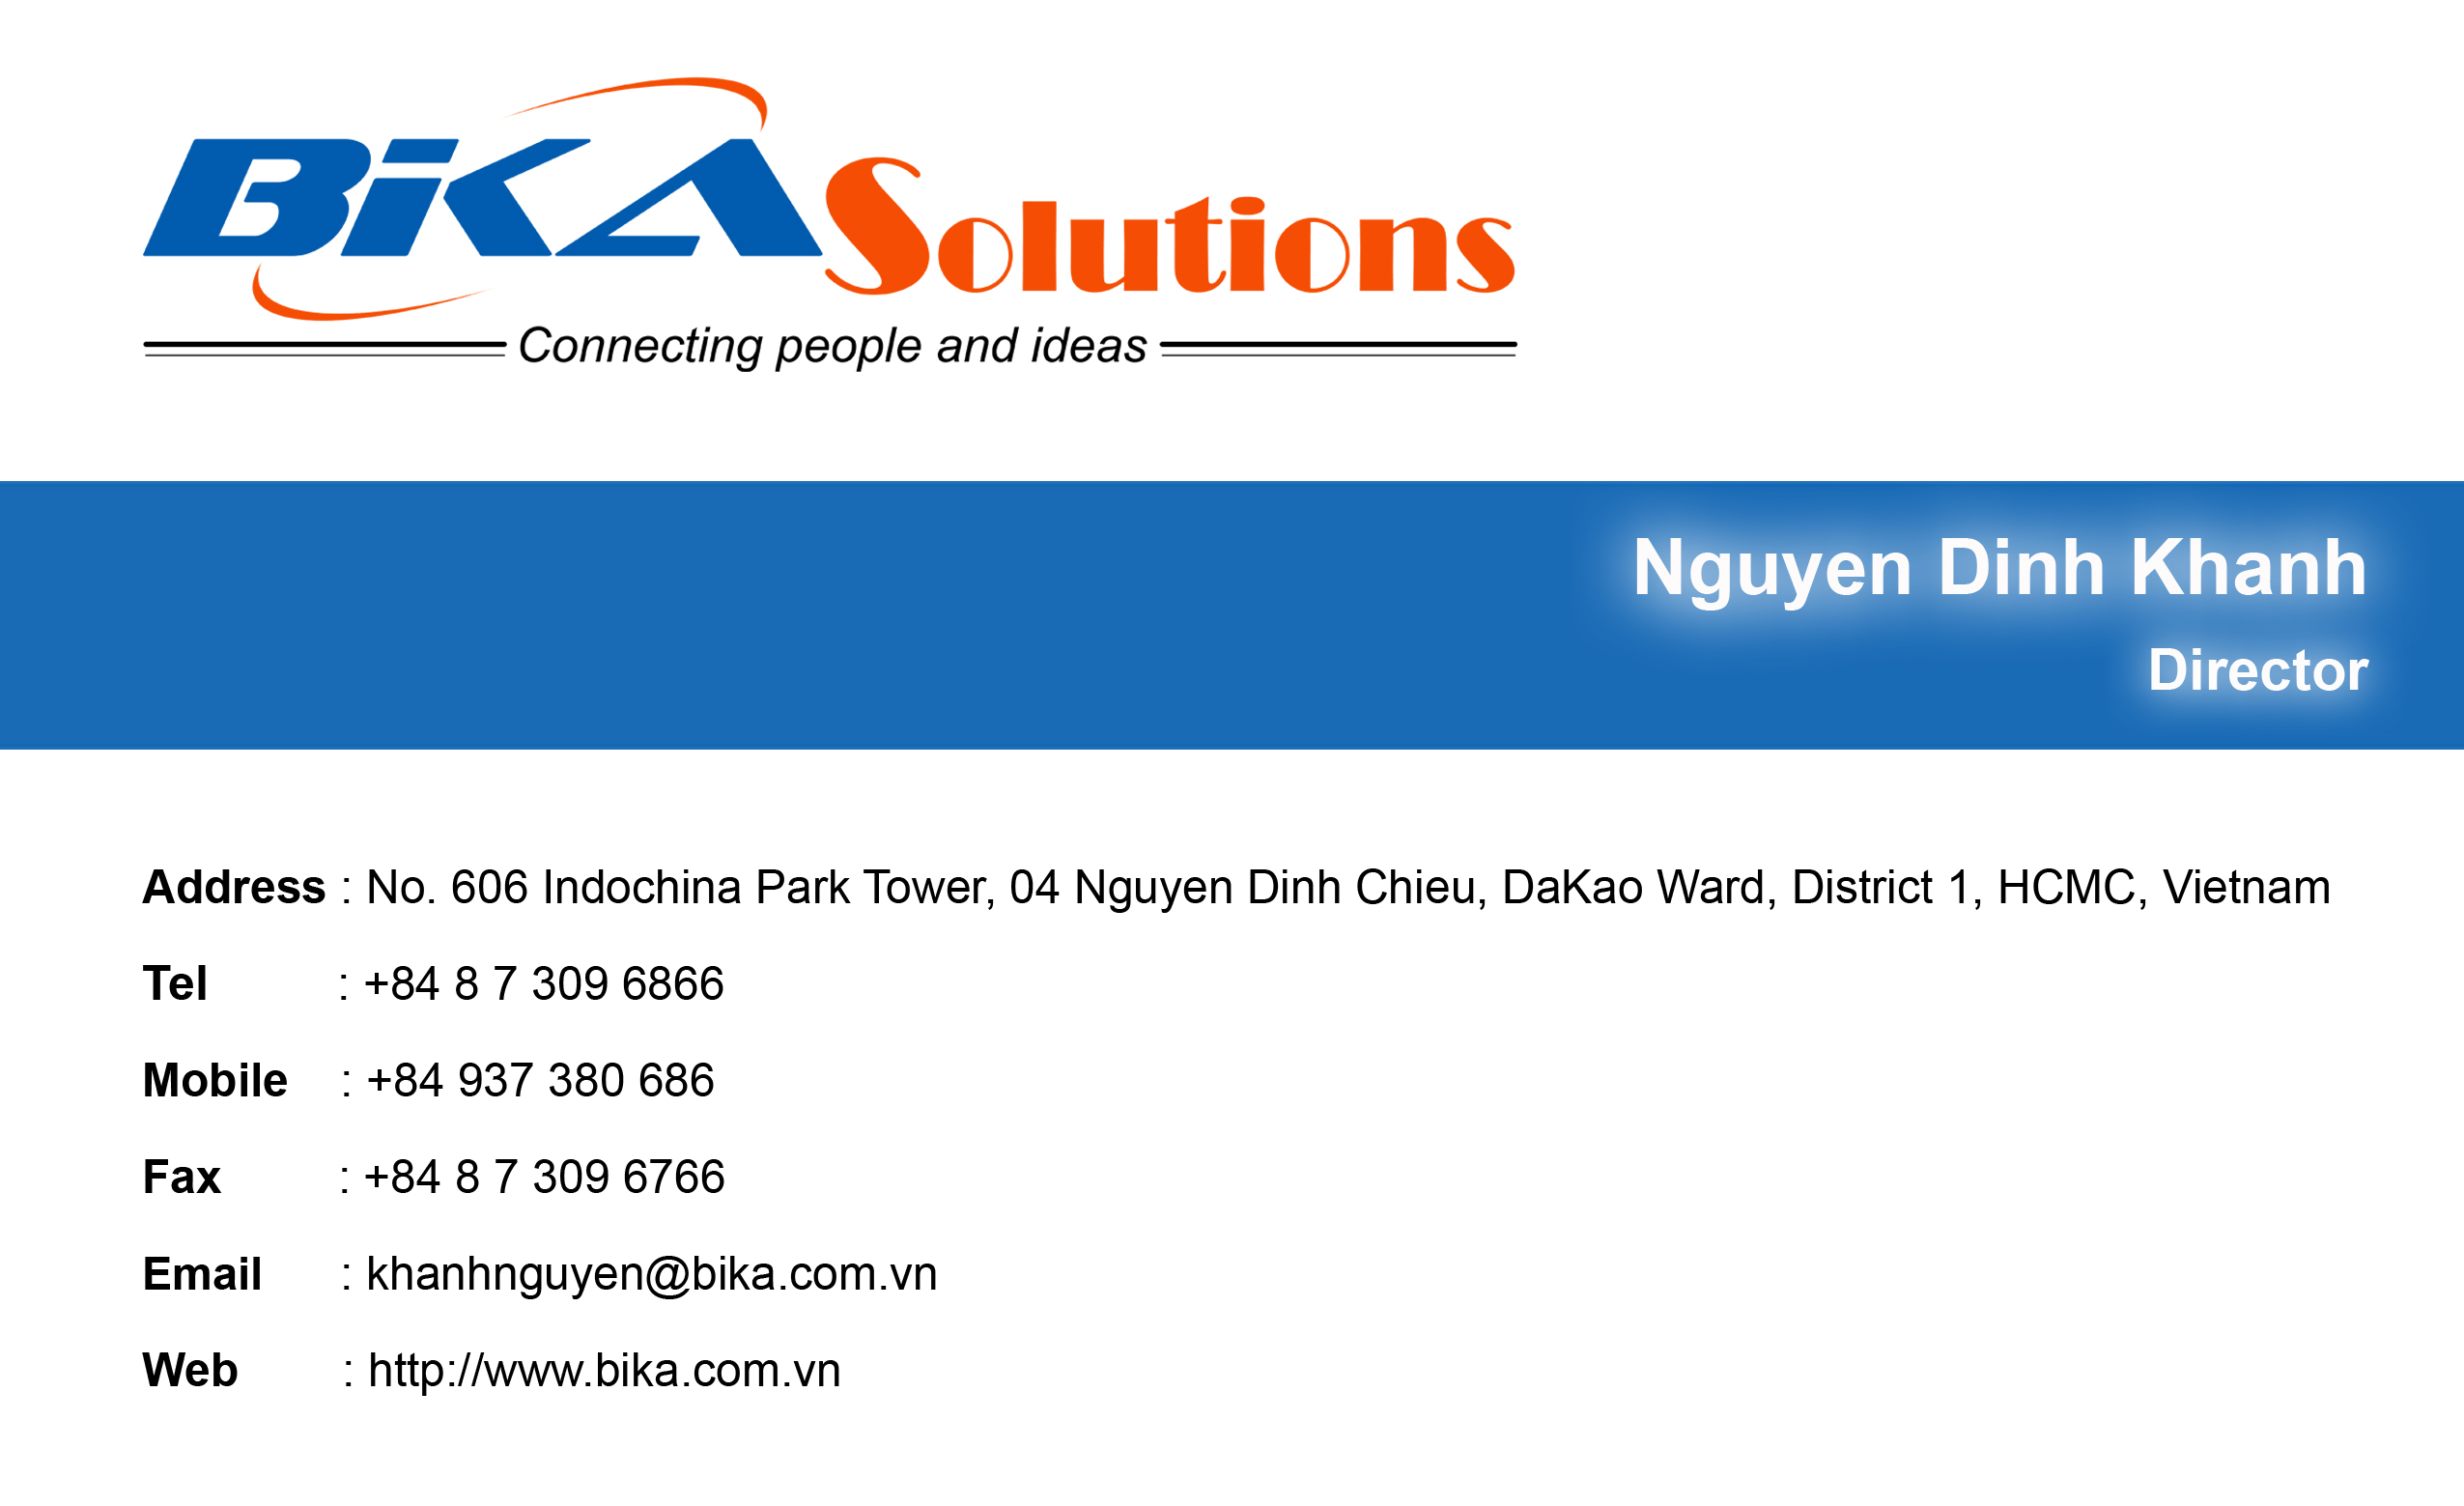 BiKA Solutions
Connecting people and ideas
Nguyen Dinh Khanh
Director
Address : No. 606 Indochina Park Tower, 04 Nguyen Dinh Chieu, DaKao Ward, District 1, HCMC, Vietnam
Tel : +84 8 7 309 6866
Mobile : +84 937 380 686
Fax : +84 8 7 309 6766
Email : khanhnguyen@bika.com.vn
Web : http://www.bika.com.vn